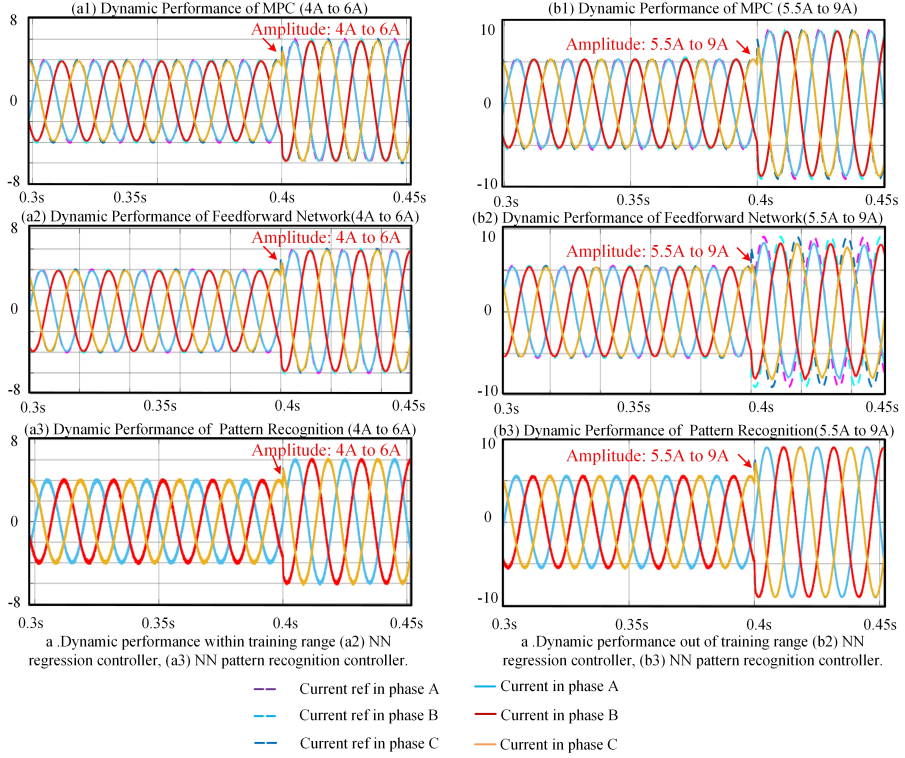 (a1) Dynamic Performance of MPC (4A to 6A)
8
Amplitude: 4A to 6A
0
-8
0.3s 0.35s 0.4s 0.45s
(b1) Dynamic Performance of MPC (5.5A to 9A)
10
Amplitude: 5.5A to 9A
0
-10
0.3s 0.35s 0.4s 0.45s
(a2) Dynamic Performance of Feedforward Network(4A to 6A)
8
Amplitude: 4A to 6A
0
-8
0.3s 0.35s 0.4s 0.45s
(b2) Dynamic Performance of Feedforward Network(5.5A to 9A)
10
Amplitude: 5.5A to 9A
0
-10
0.3s 0.35s 0.4s 0.45s
(a3) Dynamic Performance of Pattern Recognition (4A to 6A)
8
Amplitude: 4A to 6A
0
-8
0.3s 0.35s 0.4s 0.45s
(b3) Dynamic Performance of Pattern Recognition(5.5A to 9A)
10
Amplitude: 5.5A to 9A
0
-10
0.3s 0.35s 0.4s 0.45s
a .Dynamic performance within training range (a2) NN
regression controller, (a3) NN pattern recognition controller.
a .Dynamic performance out of training range (b2) NN
regression controller, (b3) NN pattern recognition controller.
Current ref in phase A
Current ref in phase B
Current ref in phase C
Current in phase A
Current in phase B
Current in phase C